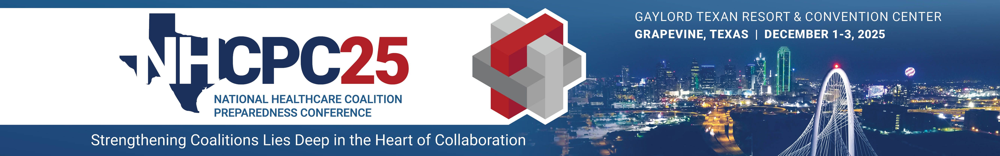 NHCPC25
NATIONAL HEALTHCARE COALITION
PREPAREDNESS CONFERENCE
Strengthening Coalitions Lies Deep in the Heart of Collaboration
GAYLORD TEXAN RESORT & CONVENTION CENTER
GRAPEVINE, TEXAS | DECEMBER 1-3, 2025